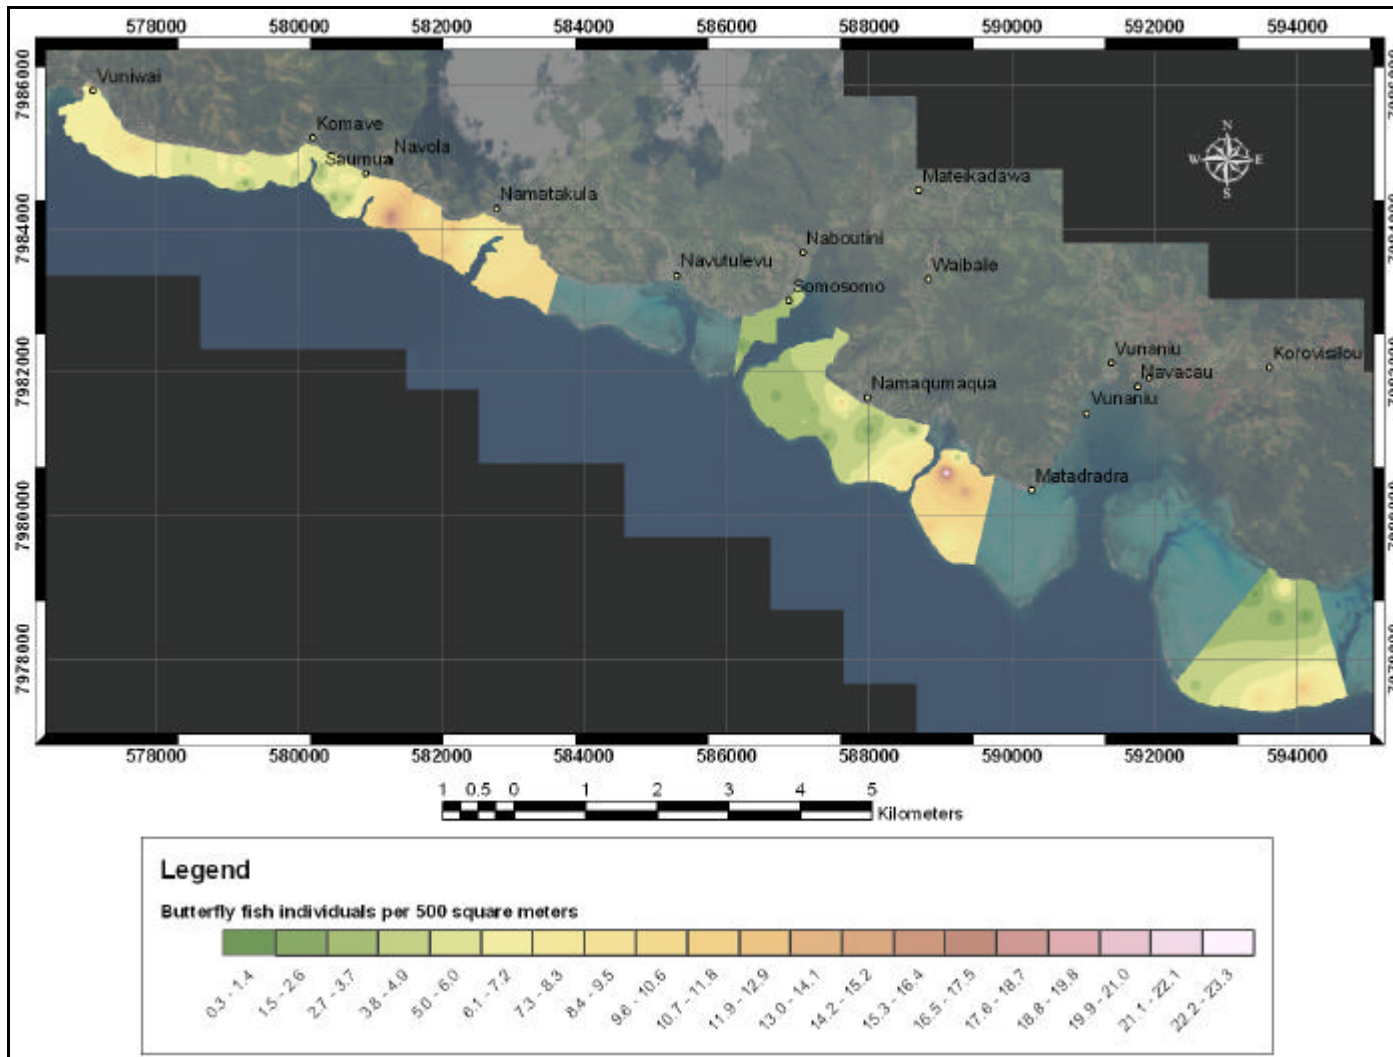 578000 580000 582000 584000 586000 588000 590000 592000 594000
7986000 7984000 7982000 7980000 7978000
Vuniwai
Komave
Saumua
Navola
Namatakula
Navutulevu
Naboutini
Somosomo
Mateikadawa
Waibale
Namaqumaqua
Vunaniu
Navacau
Vunaniu
Korovisilou
Matadradra
N
W E
S
578000 580000 582000 584000 586000 588000 590000 592000 594000
1 0.5 0 1 2 3 4 5
Kilometers
Legend
Butterfly fish individuals per 500 square meters
0.3 - 1.4
1.5 - 2.6
2.7 - 3.7
3.8 - 4.9
5.0 - 6.0
6.1 - 7.2
7.3 - 8.3
8.4 - 9.5
9.6 - 10.6
10.7 - 11.8
11.9 - 12.9
13.0 - 14.1
14.2 - 15.2
15.3 - 16.4
16.5 - 17.5
17.6 - 18.7
18.8 - 19.8
19.9 - 21.0
21.1 - 22.1
22.2 - 23.3